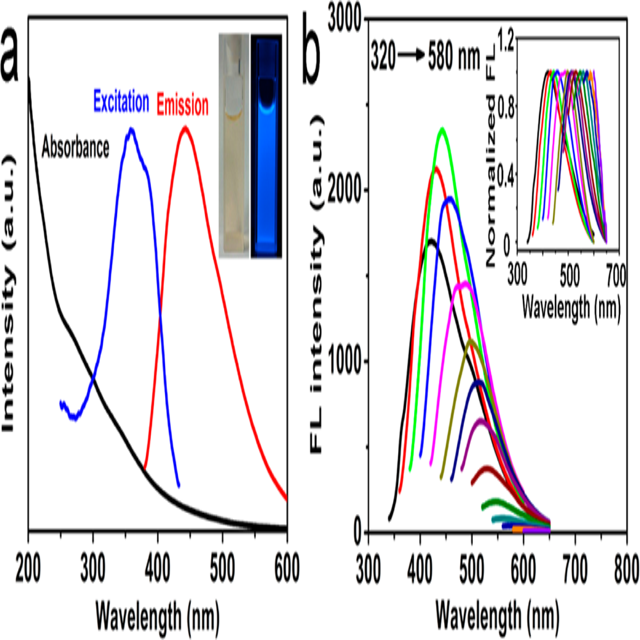 a
Excitation Emission
Absorbance
Intensity (a.u.)
200 300 400 500 600
Wavelength (nm)
b
320→580 nm
3000
2000
1000
0
FL intensity (a.u.)
300 400 500 600 700 800
Wavelength (nm)
1.2
0.8
0.4
0
Normalized FL
300 500 700
Wavelength (nm)